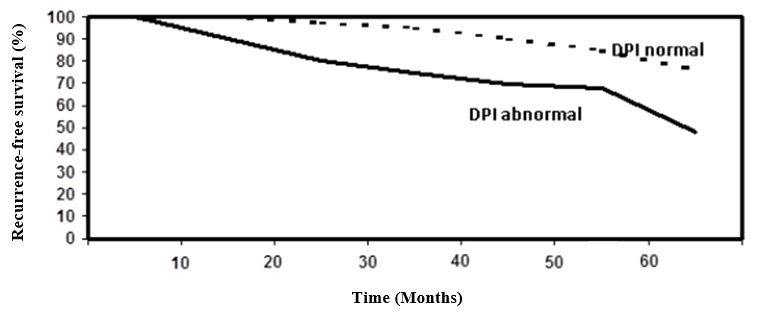 Recurrence-free survival (%)
100
90
80
70
60
50
40
30
20
10
0
DPI normal
DPI abnormal
10 20 30 40 50 60
Time (Months)